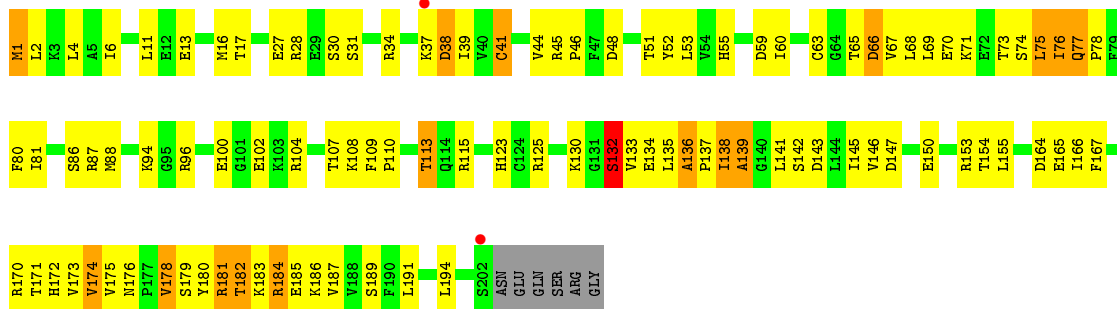 M1 L2 K3 L4 A5 I6 L11 E12 E13 M16 T17 E27 R28 E29 S30 S31 R34 K37 D38 I39 V40 C41 V44 R45 P46 F47 D48 T51 Y52 L53 V54 H55 D59 I60 C63 G64 T65 D66 V67 L68 L69 E70 K71 E72 T73 S74 L75 I76 Q77 P78 E79
F80 I81 S86 R87 M88 K94 G95 R96 E100 G101 E102 K103 R104 T107 K108 F109 P110 T113 Q114 R115 H123 C124 R125 K130 G131 S132 V133 E134 L135 A136 P137 I138 A139 G140 L141 S142 D143 L144 I145 V146 D147 E150 R153 T154 L155 D164 E165 I166 F167
R170 T171 H172 V173 V174 V175 N176 P177 V178 S179 Y180 R181 T182 K183 R184 E185 K186 V187 V188 S189 F190 L191 L194 S202 ASN GLU GLN SER ARG GLY